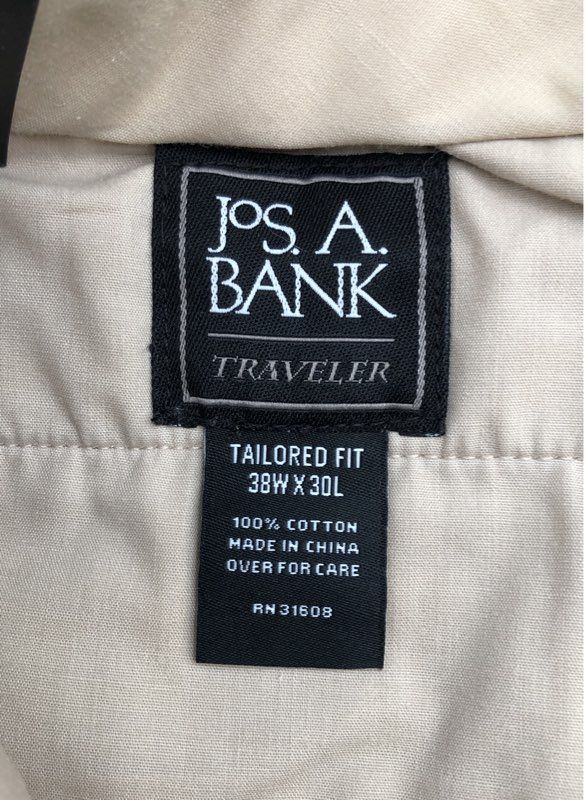 JOS. A.
BANK
TRAVELER
TAILORED FIT
38W X 30L
100% COTTON
MADE IN CHINA
OVER FOR CARE
RN 31608